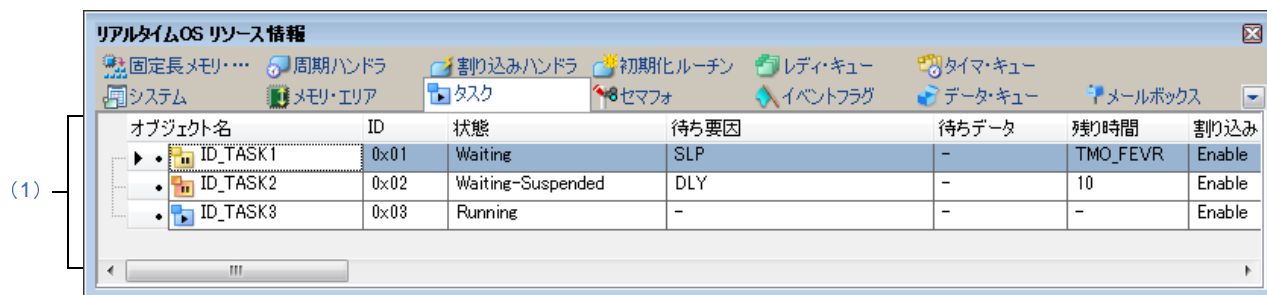 リアルタイムOS リソース情報
固定長メモリ・… 周期ハンドラ 割り込みハンドラ 初期化ルーチン レディ・キュー タイマ・キュー
システム メモリ・エリア タスク セマフォ イベントフラグ データ・キュー メールボックス
オブジェクト名 ID 状態 待ち要因 待ちデータ 残り時間 割り込み
ID_TASK1 0x01 Waiting SLP - TMO_FEVR Enable
(1)
ID_TASK2 0x02 Waiting-Suspended DLY - 10 Enable
ID_TASK3 0x03 Running - - - Enable